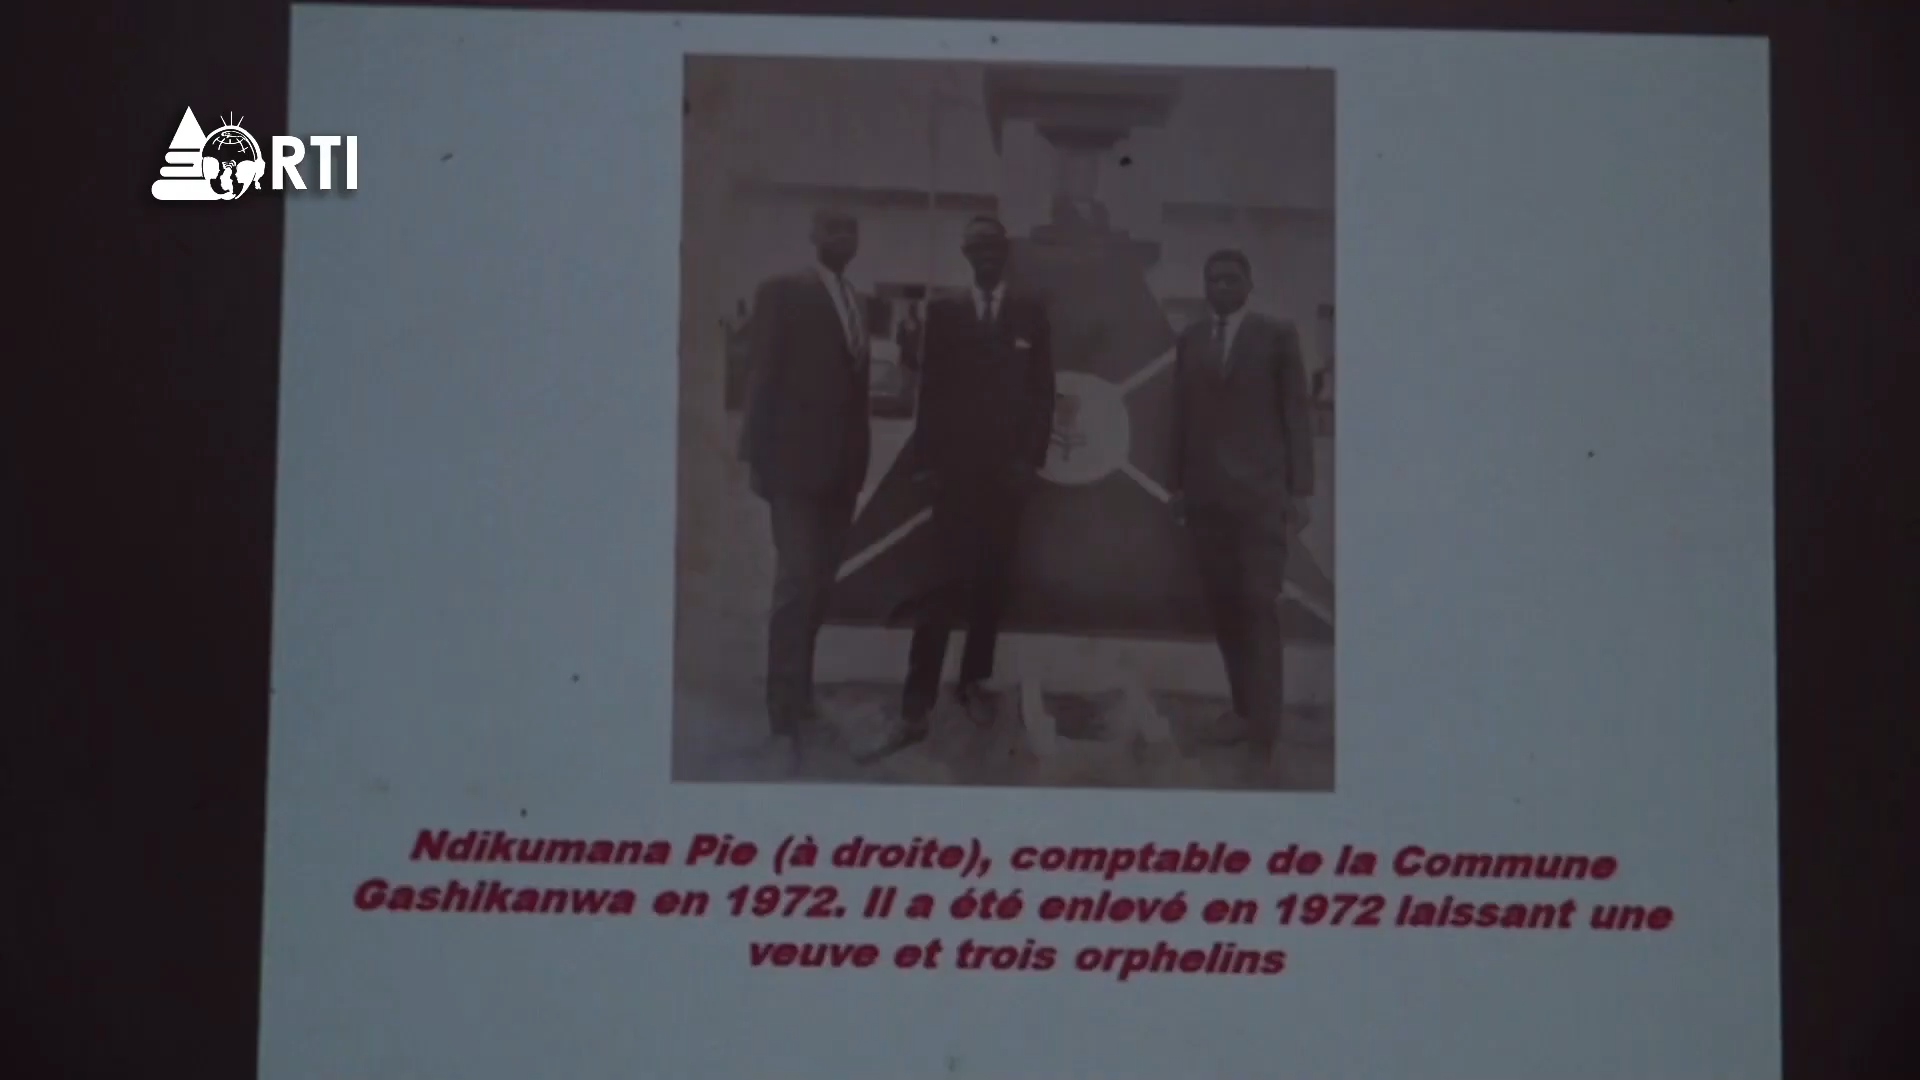 RTI
Ndikumana Pie (à droite), comptable de la Commune
Gashikanwa en 1972. Il a été enlevé en 1972 laissant une
veuve et trois orphelins